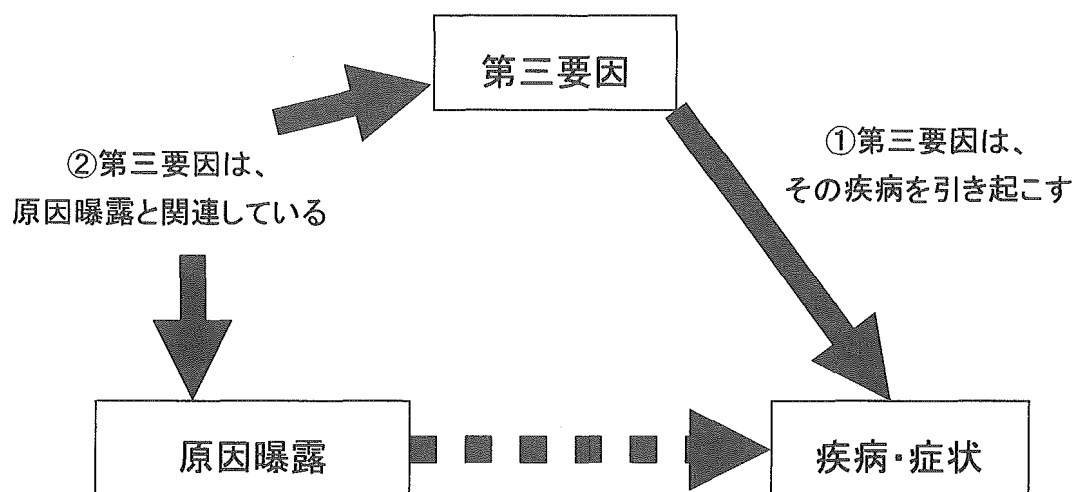 第三要因
②第三要因は、
原因曝露と関連している
①第三要因は、
その疾病を引き起こす
原因曝露
疾病・症状